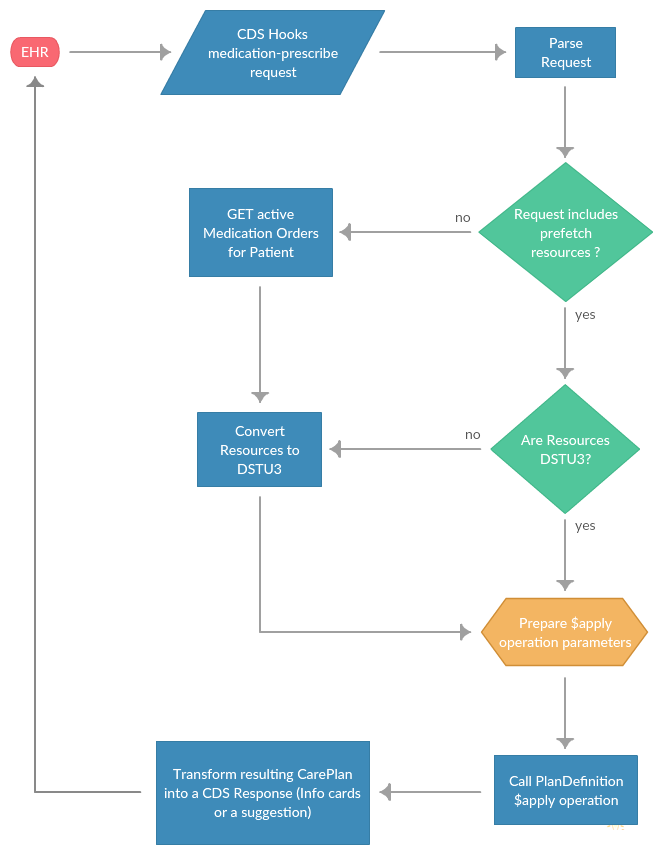 EHR
CDS Hooks
medication-prescribe
request
Parse
Request
Request includes
prefetch
resources ?
no
GET active
Medication Orders
for Patient
yes
Are Resources
DSTU3?
no
Convert
Resources to
DSTU3
yes
Prepare $apply
operation parameters
Call PlanDefinition
$apply operation
Transform resulting CarePlan
into a CDS Response (Info cards
or a suggestion)